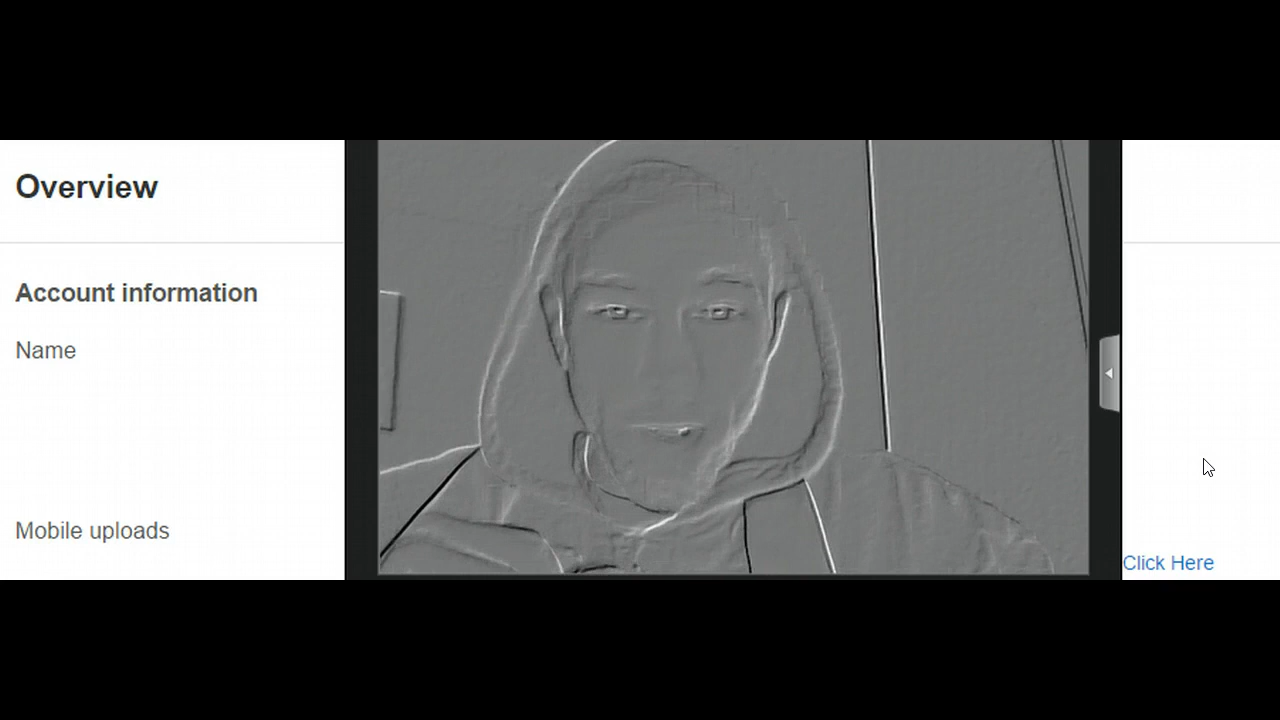 Overview
Account information
Name
Mobile uploads
Click Here